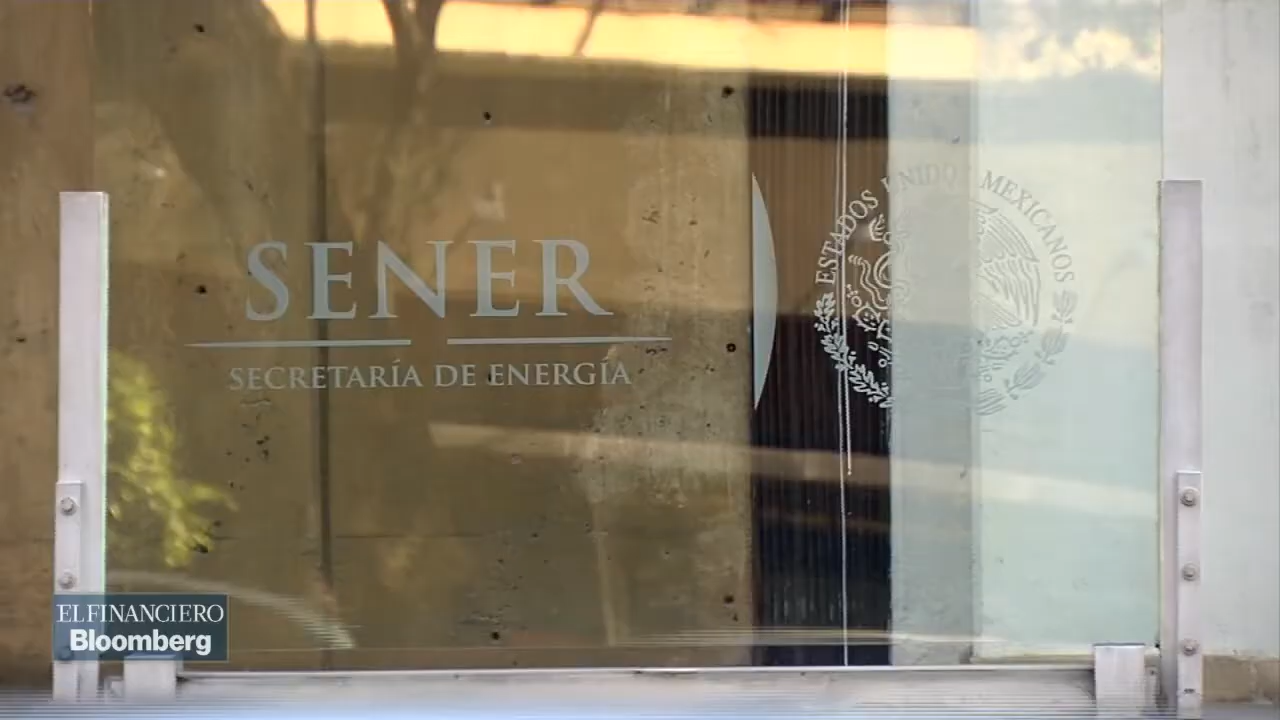 SENER
SECRETARÍA DE ENERGÍA
ESTADOS UNIDOS MEXICANOS
EL FINANCIERO
Bloomberg